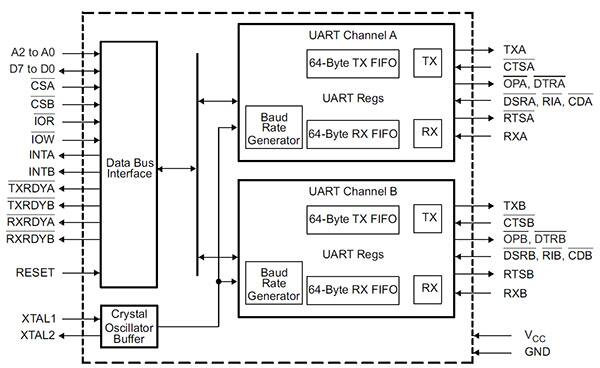 A2 to A0
D7 to D0
CSA
CSB
IOR
IOW
INTA
INTB
TXRDYA
TXRDYB
RXRDYA
RXRDYB
RESET
XTAL1
XTAL2
Data Bus
Interface
Crystal
Oscillator
Buffer
UART Channel A
64-Byte TX FIFO
TX
UART Regs
Baud
Rate
Generator
64-Byte RX FIFO
RX
UART Channel B
64-Byte TX FIFO
TX
UART Regs
Baud
Rate
Generator
64-Byte RX FIFO
RX
TXA
CTSA
OPA, DTRA
DSRA, RIA, CDA
RTSA
RXA
TXB
CTSB
OPB, DTRB
DSRB, RIB, CDB
RTSB
RXB
VCC
GND